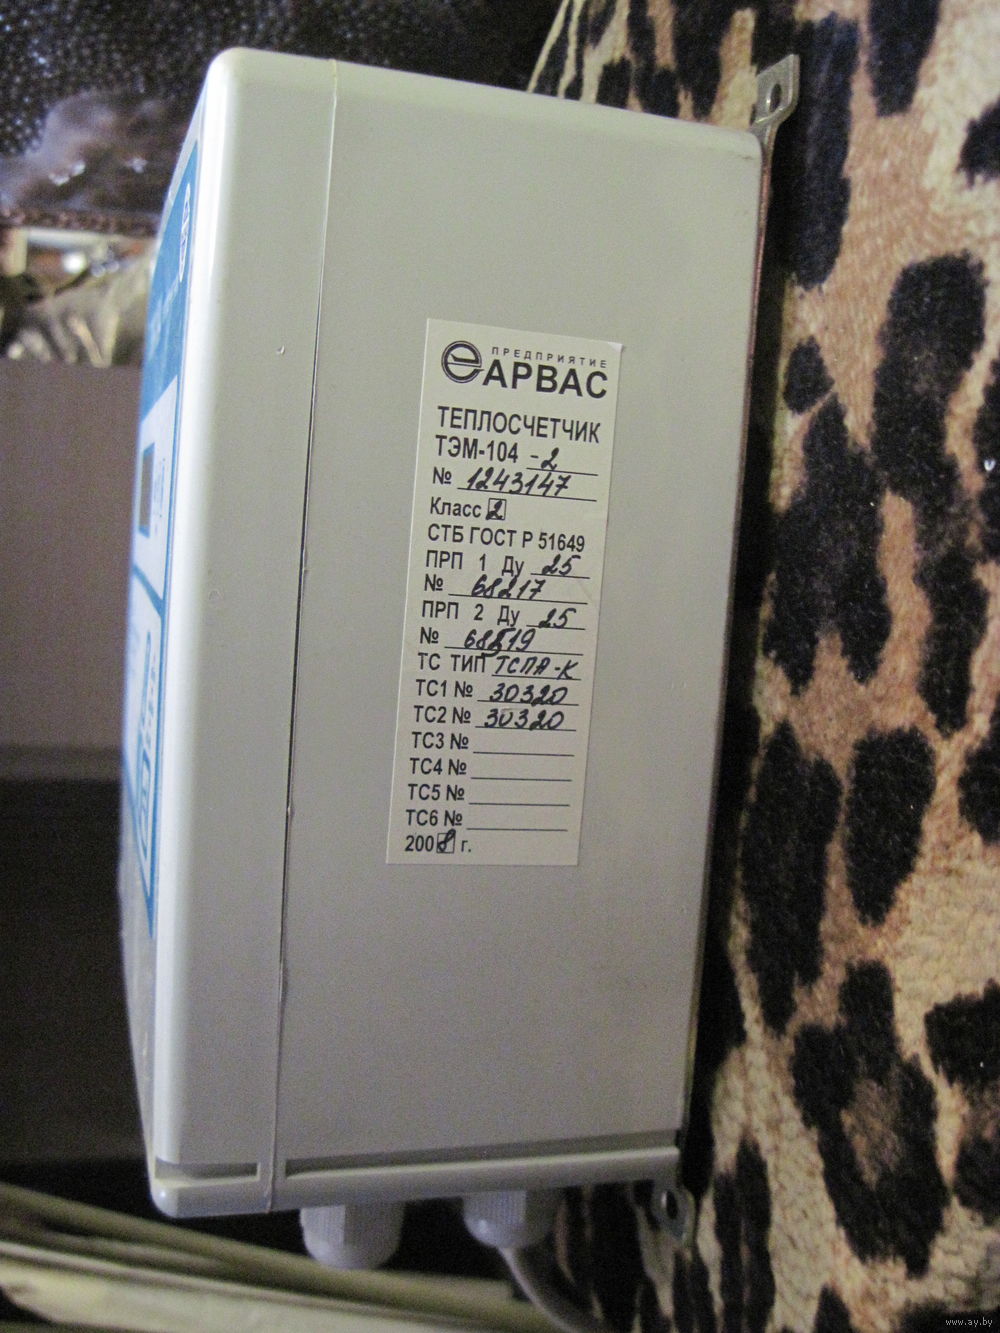 ПРЕДПРИЯТИЕ
АРВАС
ТЕПЛОСЧЕТЧИК
ТЭМ-104 -2
№ 1243147
Класс 2
СТБ ГОСТ Р 51649
ПРП 1 Ду 25
№ 68217
ПРП 2 Ду 25
№ 68519
ТС ТИП ТСПА-К
ТС1 № 30320
ТС2 № 30320
ТС3 №
ТС4 №
ТС5 №
ТС6 №
2008 г.
www.ay.by